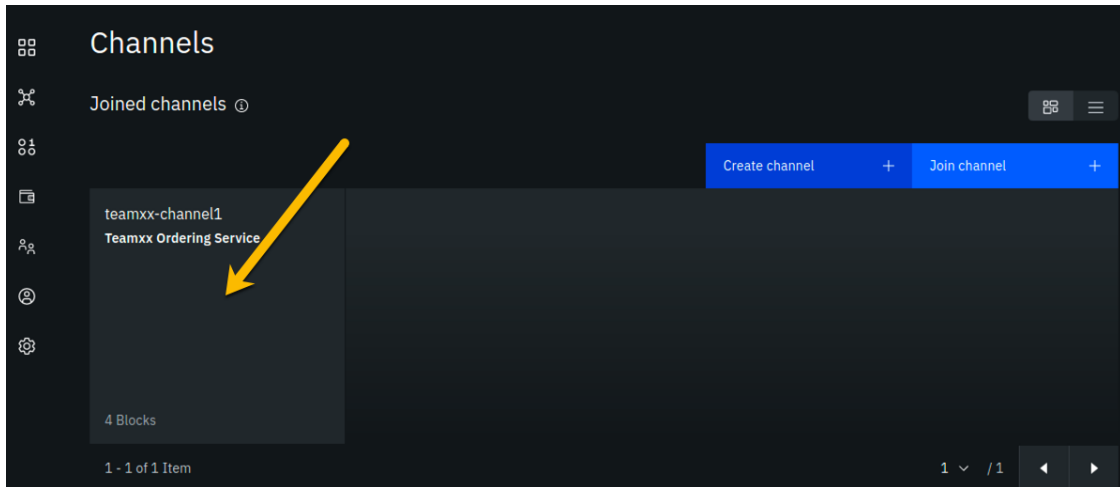 Channels
Joined channels
Create channel +
Join channel +
teamxx-channel1
Teamxx Ordering Service
4 Blocks
1 - 1 of 1 Item
1 /1